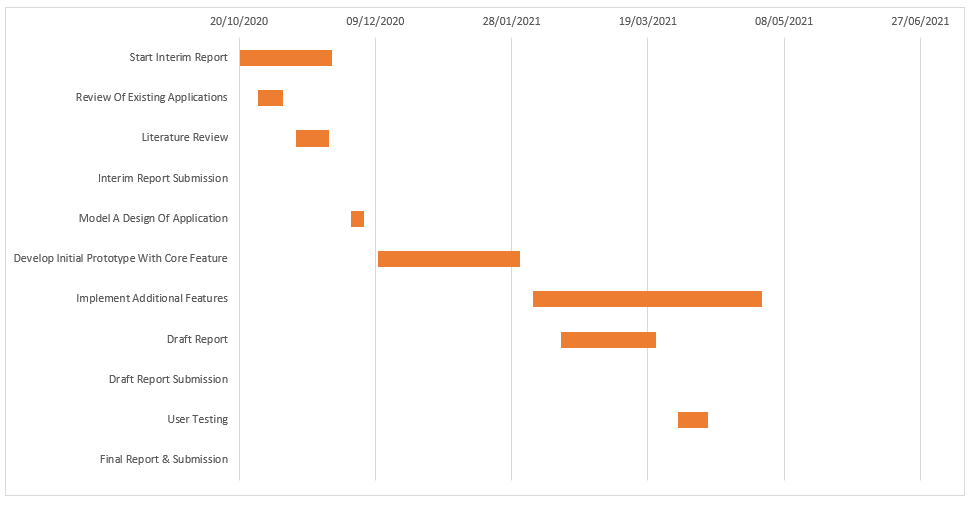 20/10/2020 09/12/2020 28/01/2021 19/03/2021 08/05/2021 27/06/2021
Start Interim Report
Review Of Existing Applications
Literature Review
Interim Report Submission
Model A Design Of Application
Develop Initial Prototype With Core Feature
Implement Additional Features
Draft Report
Draft Report Submission
User Testing
Final Report & Submission